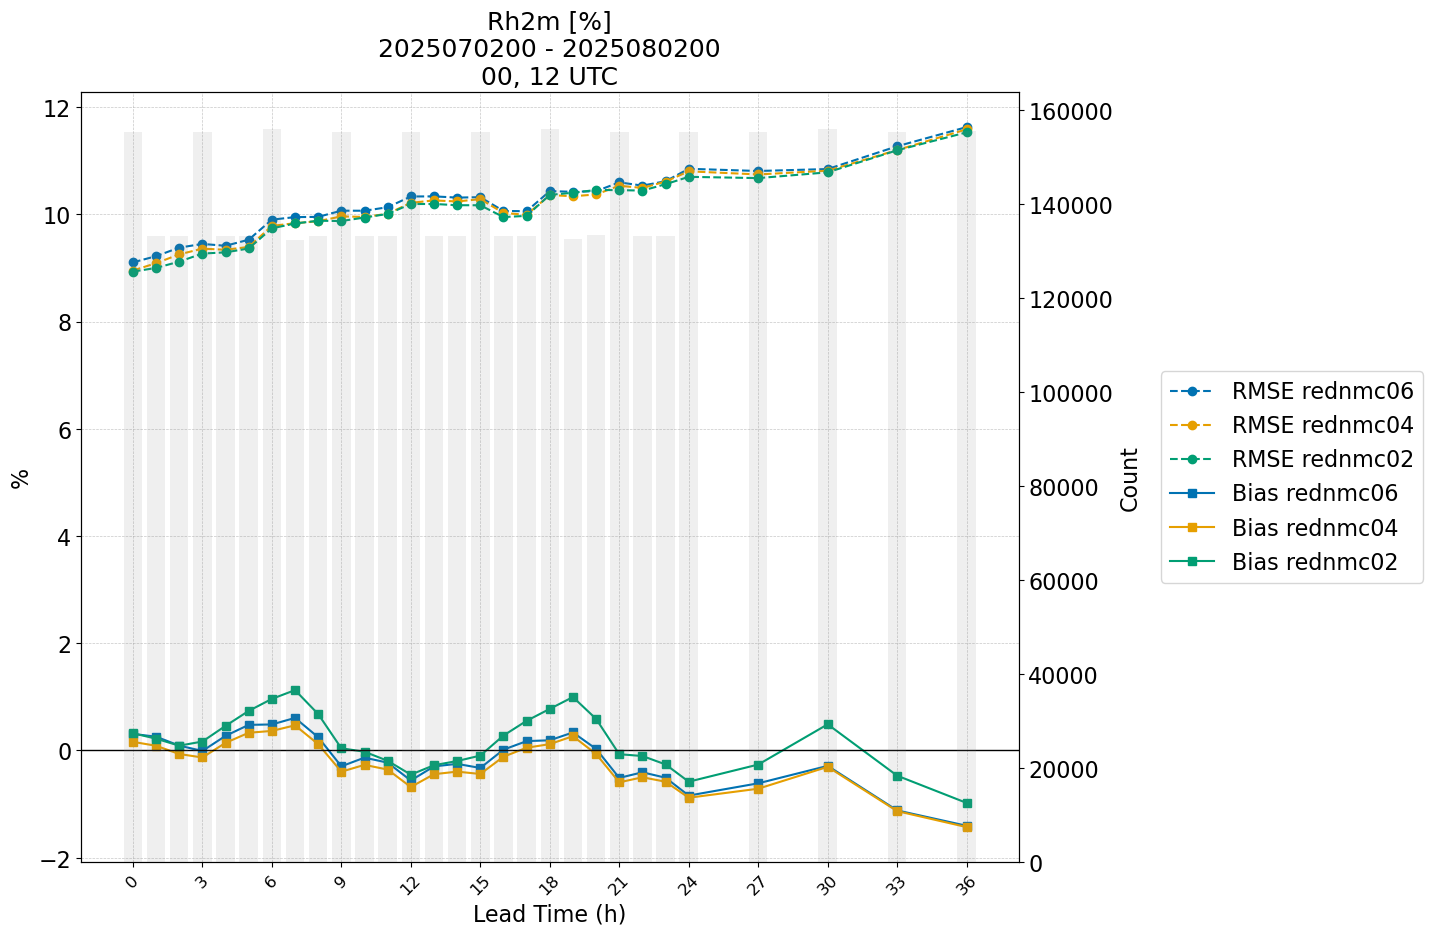 Rh2m [%]
2025070200 - 2025080200
00, 12 UTC
12
10
8
6
4
2
0
−2
%
160000
140000
120000
100000
80000
60000
40000
20000
0
Count
0
3
6
9
12
15
18
21
24
27
30
33
36
Lead Time (h)
RMSE rednmc06
RMSE rednmc04
RMSE rednmc02
Bias rednmc06
Bias rednmc04
Bias rednmc02